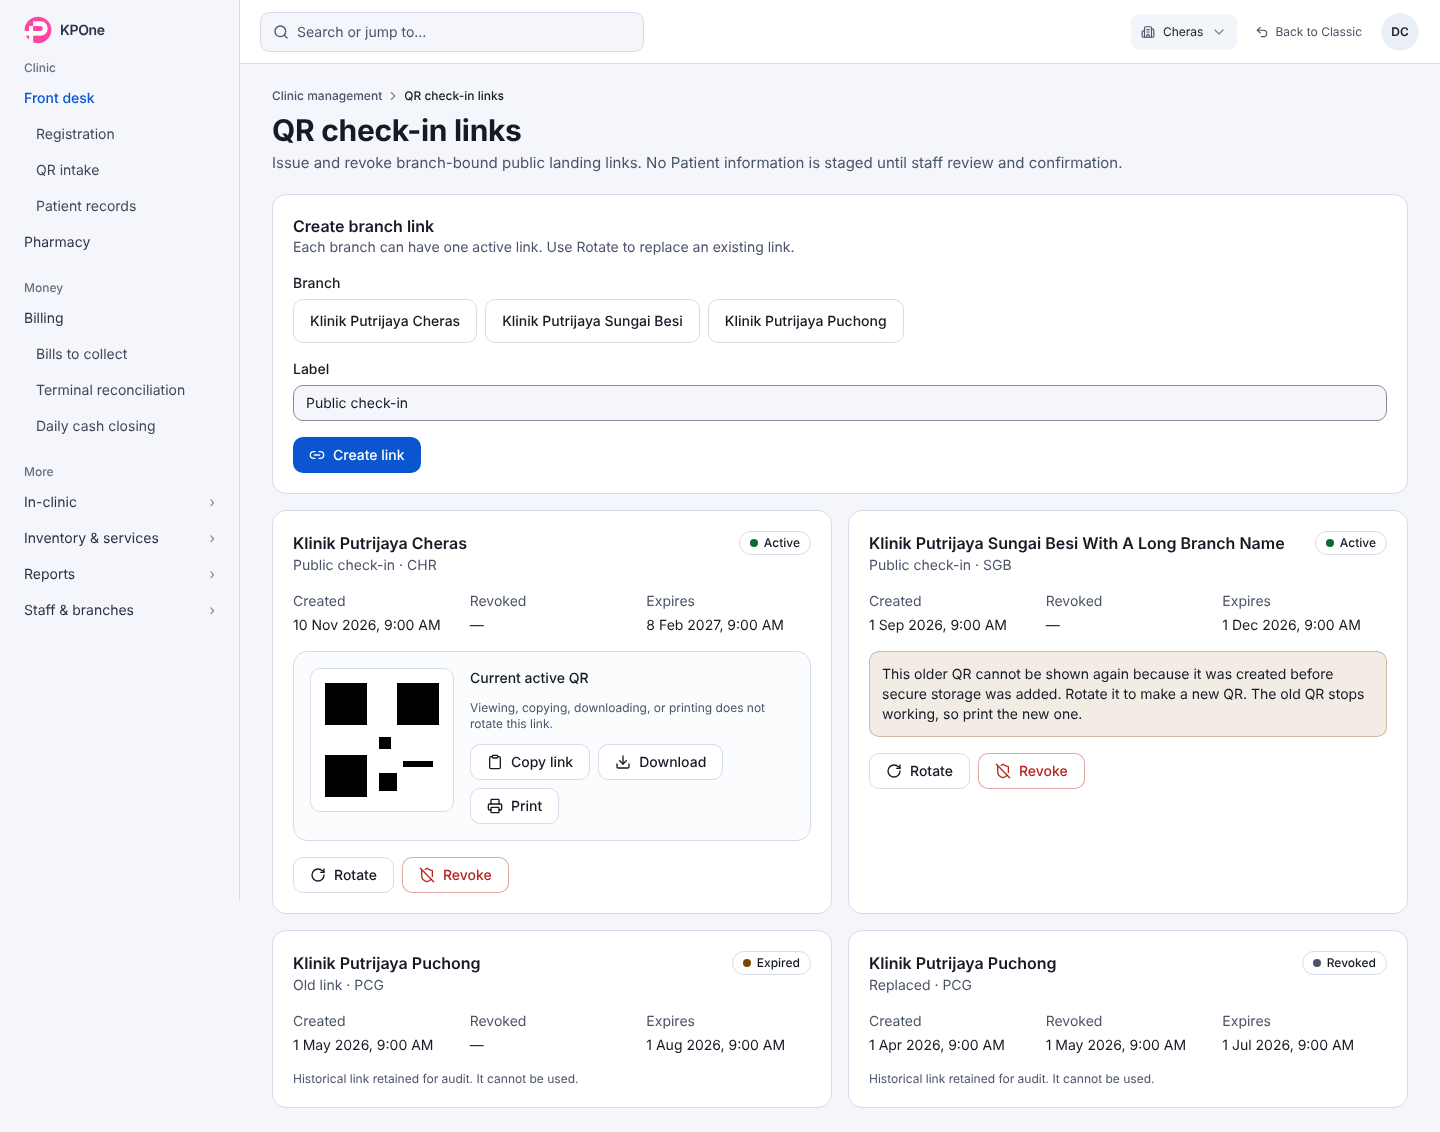 KPOne
Clinic
Front desk
Registration
QR intake
Patient records
Pharmacy
Money
Billing
Bills to collect
Terminal reconciliation
Daily cash closing
More
In-clinic
Inventory & services
Reports
Staff & branches
Search or jump to...
Cheras
Back to Classic
DC
Clinic management > QR check-in links
QR check-in links
Issue and revoke branch-bound public landing links. No Patient information is staged until staff review and confirmation.
Create branch link
Each branch can have one active link. Use Rotate to replace an existing link.
Branch
Klinik Putrijaya Cheras
Klinik Putrijaya Sungai Besi
Klinik Putrijaya Puchong
Label
Public check-in
Create link
Klinik Putrijaya Cheras
Active
Public check-in · CHR
Created Revoked Expires
10 Nov 2026, 9:00 AM — 8 Feb 2027, 9:00 AM
Current active QR
Viewing, copying, downloading, or printing does not
rotate this link.
Copy link
Download
Print
Rotate
Revoke
Klinik Putrijaya Sungai Besi With A Long Branch Name
Active
Public check-in · SGB
Created Revoked Expires
1 Sep 2026, 9:00 AM — 1 Dec 2026, 9:00 AM
This older QR cannot be shown again because it was created before
secure storage was added. Rotate it to make a new QR. The old QR stops
working, so print the new one.
Rotate
Revoke
Klinik Putrijaya Puchong
Expired
Old link · PCG
Created Revoked Expires
1 May 2026, 9:00 AM — 1 Aug 2026, 9:00 AM
Historical link retained for audit. It cannot be used.
Klinik Putrijaya Puchong
Revoked
Replaced · PCG
Created Revoked Expires
1 Apr 2026, 9:00 AM 1 May 2026, 9:00 AM 1 Jul 2026, 9:00 AM
Historical link retained for audit. It cannot be used.